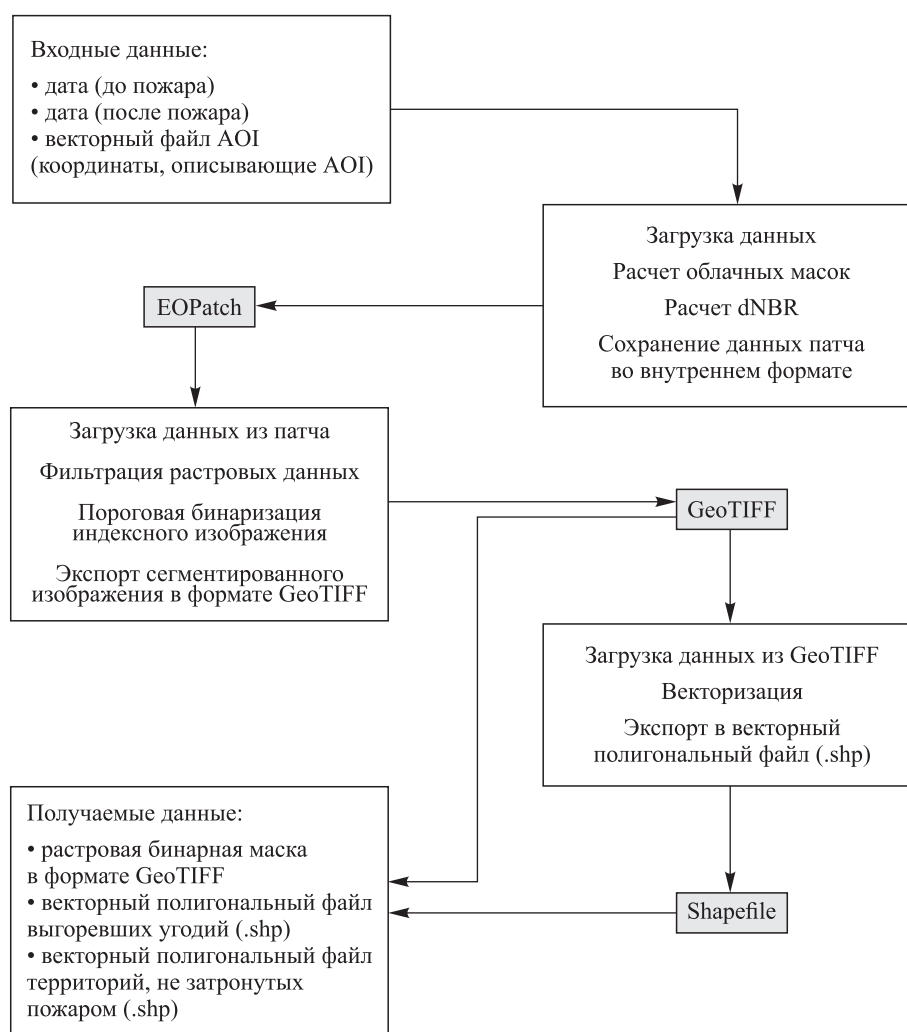 Входные данные:
• дата (до пожара)
• дата (после пожара)
• векторный файл AOI
(координаты, описывающие AOI)
Загрузка данных
Расчет облачных масок
Расчет dNBR
Сохранение данных патча
во внутреннем формате
EOPatch
Загрузка данных из патча
Фильтрация растровых данных
Пороговая бинаризация
индексного изображения
Экспорт сегментированного
изображения в формате GeoTIFF
GeoTIFF
Загрузка данных из GeoTIFF
Векторизация
Экспорт в векторный
полигональный файл (.shp)
Shapefile
Получаемые данные:
• растровая бинарная маска
в формате GeoTIFF
• векторный полигональный файл
выгоревших угодий (.shp)
• векторный полигональный файл
территорий, не затронутых
пожаром (.shp)